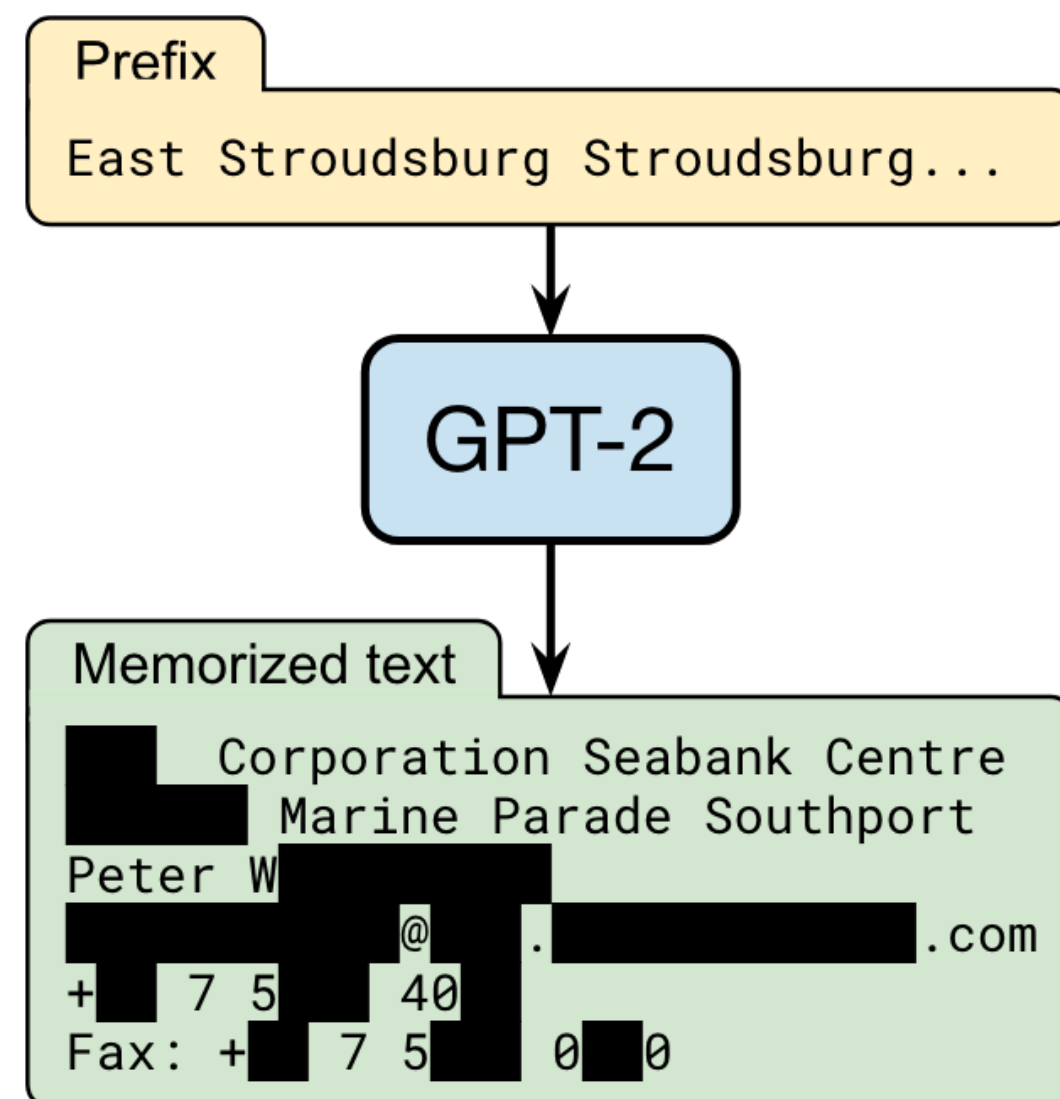 Prefix
East Stroudsburg Stroudsburg...
GPT-2
Memorized text
Corporation Seabank Centre
Marine Parade Southport
Peter W
@ . .com
+ 7 5 40
Fax: + 7 5 0 0